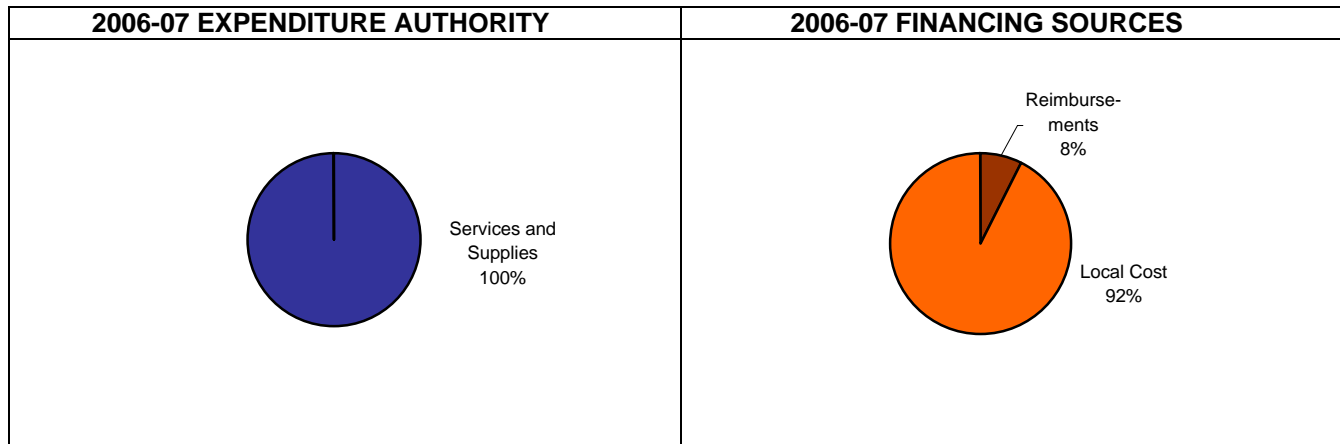 2006-07 EXPENDITURE AUTHORITY
2006-07 FINANCING SOURCES
Services and
Supplies
100%
Reimburse-
ments
8%
Local Cost
92%